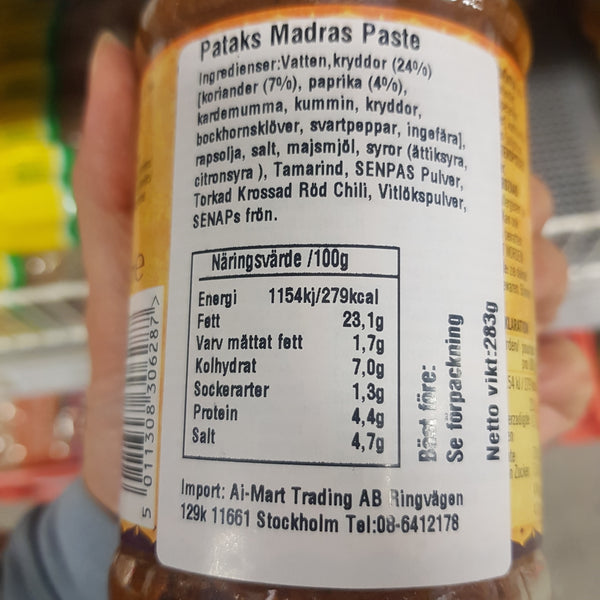 Pataks Madras Paste
Ingredienser:Vatten,kryddor (24%)
[koriander (7%), paprika (4%),
kardemumma, kummin, kryddor,
bockhornsklöver, svartpeppar, ingefära],
rapsolja, salt, majsmjöl, syror (ättiksyra,
citronsyra ), Tamarind, SENPAS Pulver,
Torkad Krossad Röd Chili, Vitlökspulver,
SENAPs frön.
Näringsvärde /100g
Energi 1154kj/279kcal
Fett 23,1g
Varv måttat fett 1,7g
Kolhydrat 7,0g
Sockerarter 1,3g
Protein 4,4g
Salt 4,7g
Bäst före:
Se förpackning
Netto vikt:283g
Import: Ai-Mart Trading AB Ringvägen
129k 11661 Stockholm Tel:08-6412178
5 011308 306287 >